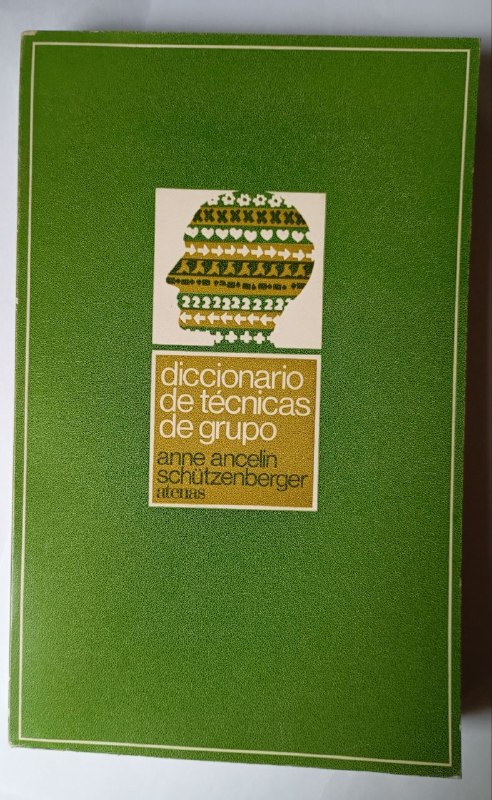 diccionario
de técnicas
de grupo
anne ancelin
schützenberger
atenas